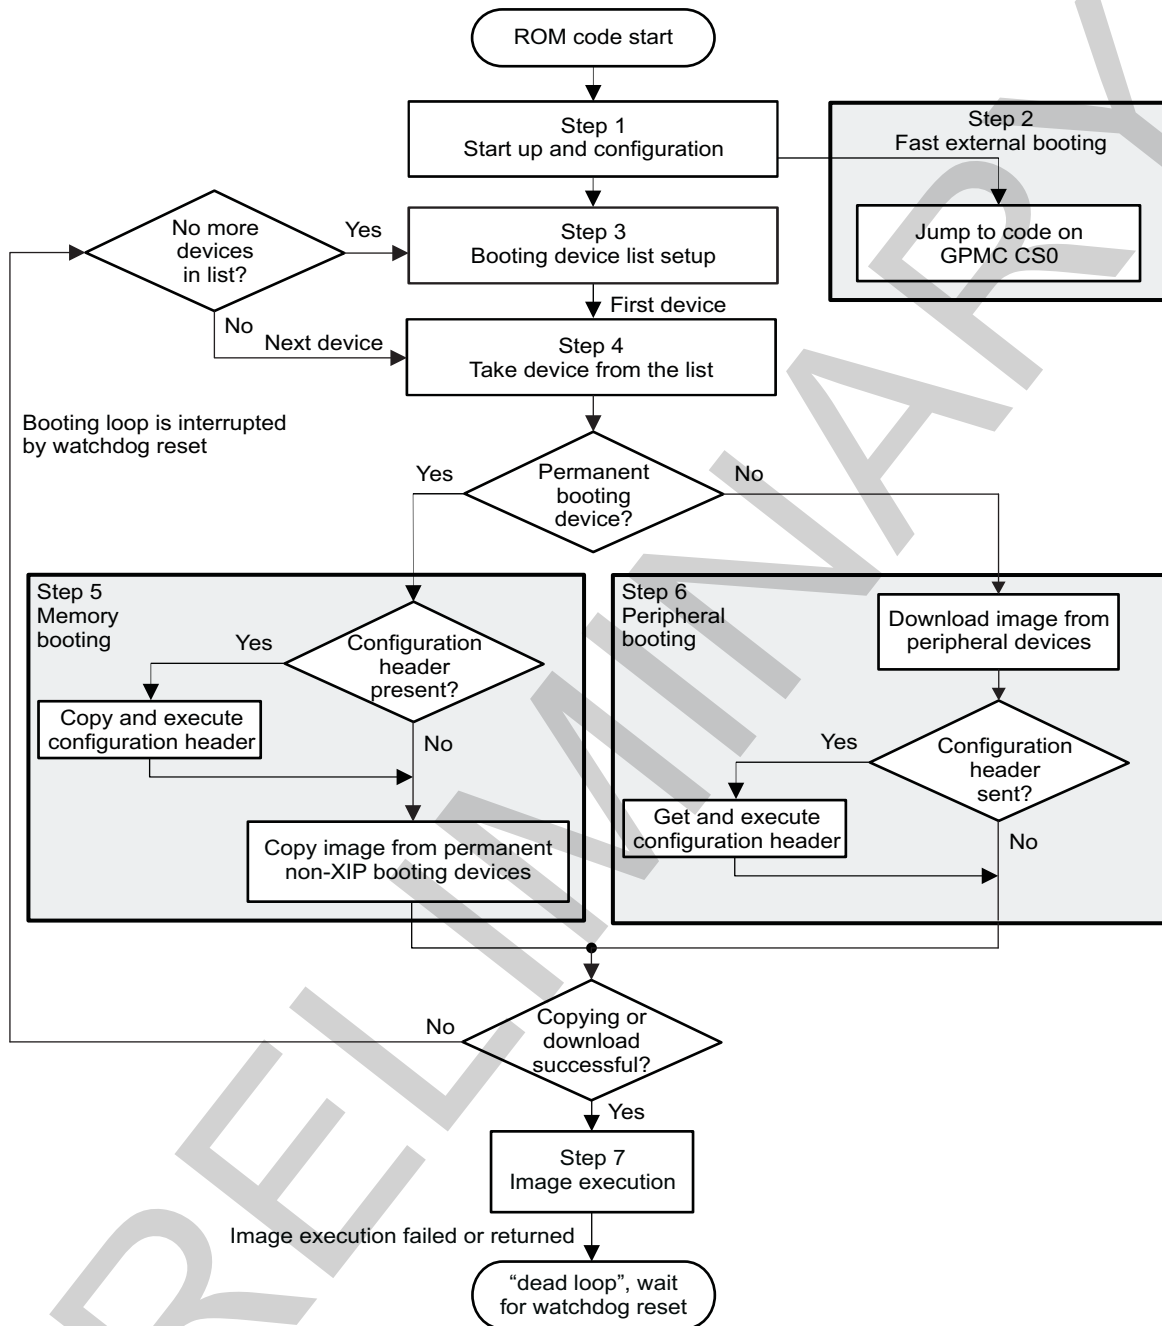 ROM code start
Step 1
Start up and configuration
Step 2
Fast external booting
Jump to code on
GPMC CS0
No more
devices
in list?
Yes
Step 3
Booting device list setup
First device
No
Next device
Step 4
Take device from the list
Booting loop is interrupted
by watchdog reset
Yes
Permanent
booting
device?
No
Step 5
Memory
booting
Yes
Configuration
header
present?
Copy and execute
configuration header
No
Copy image from permanent
non-XIP booting devices
Step 6
Peripheral
booting
Download image from
peripheral devices
Yes
Configuration
header
sent?
Get and execute
configuration header
No
No
Copying or
download
successful?
Yes
Step 7
Image execution
Image execution failed or returned
“dead loop”, wait
for watchdog reset
RELIMINARY